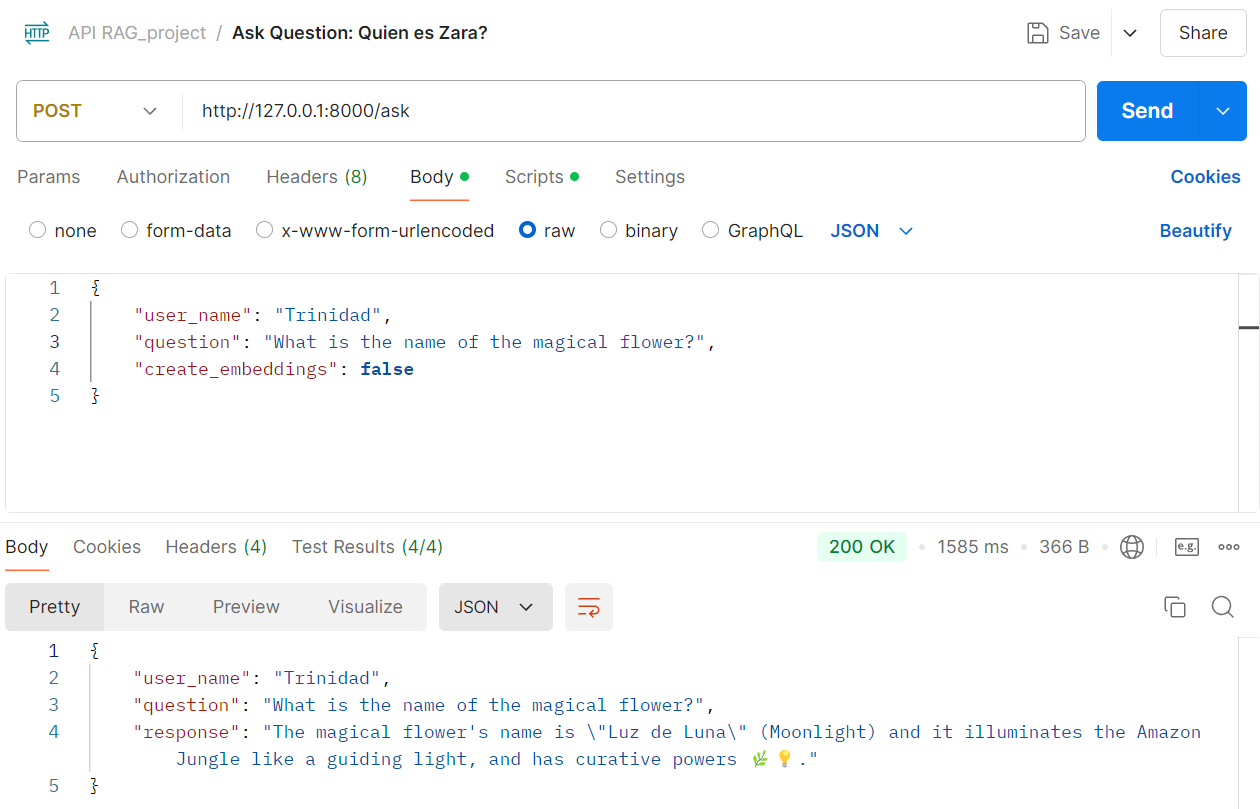 HTTP API RAG_project / Ask Question: Quien es Zara? Save Share
POST http://127.0.0.1:8000/ask Send
Params Authorization Headers (8) Body Scripts Settings Cookies
none form-data x-www-form-urlencoded raw binary GraphQL JSON Beautify
1 {
2 "user_name": "Trinidad",
3 "question": "What is the name of the magical flower?",
4 "create_embeddings": false
5 }
Body Cookies Headers (4) Test Results (4/4) 200 OK 1585 ms 366 B e.g.
Pretty Raw Preview Visualize JSON
1 {
2 "user_name": "Trinidad",
3 "question": "What is the name of the magical flower?",
4 "response": "The magical flower's name is \"Luz de Luna\" (Moonlight) and it illuminates the Amazon
Jungle like a guiding light, and has curative powers 🌿💡."
5 }